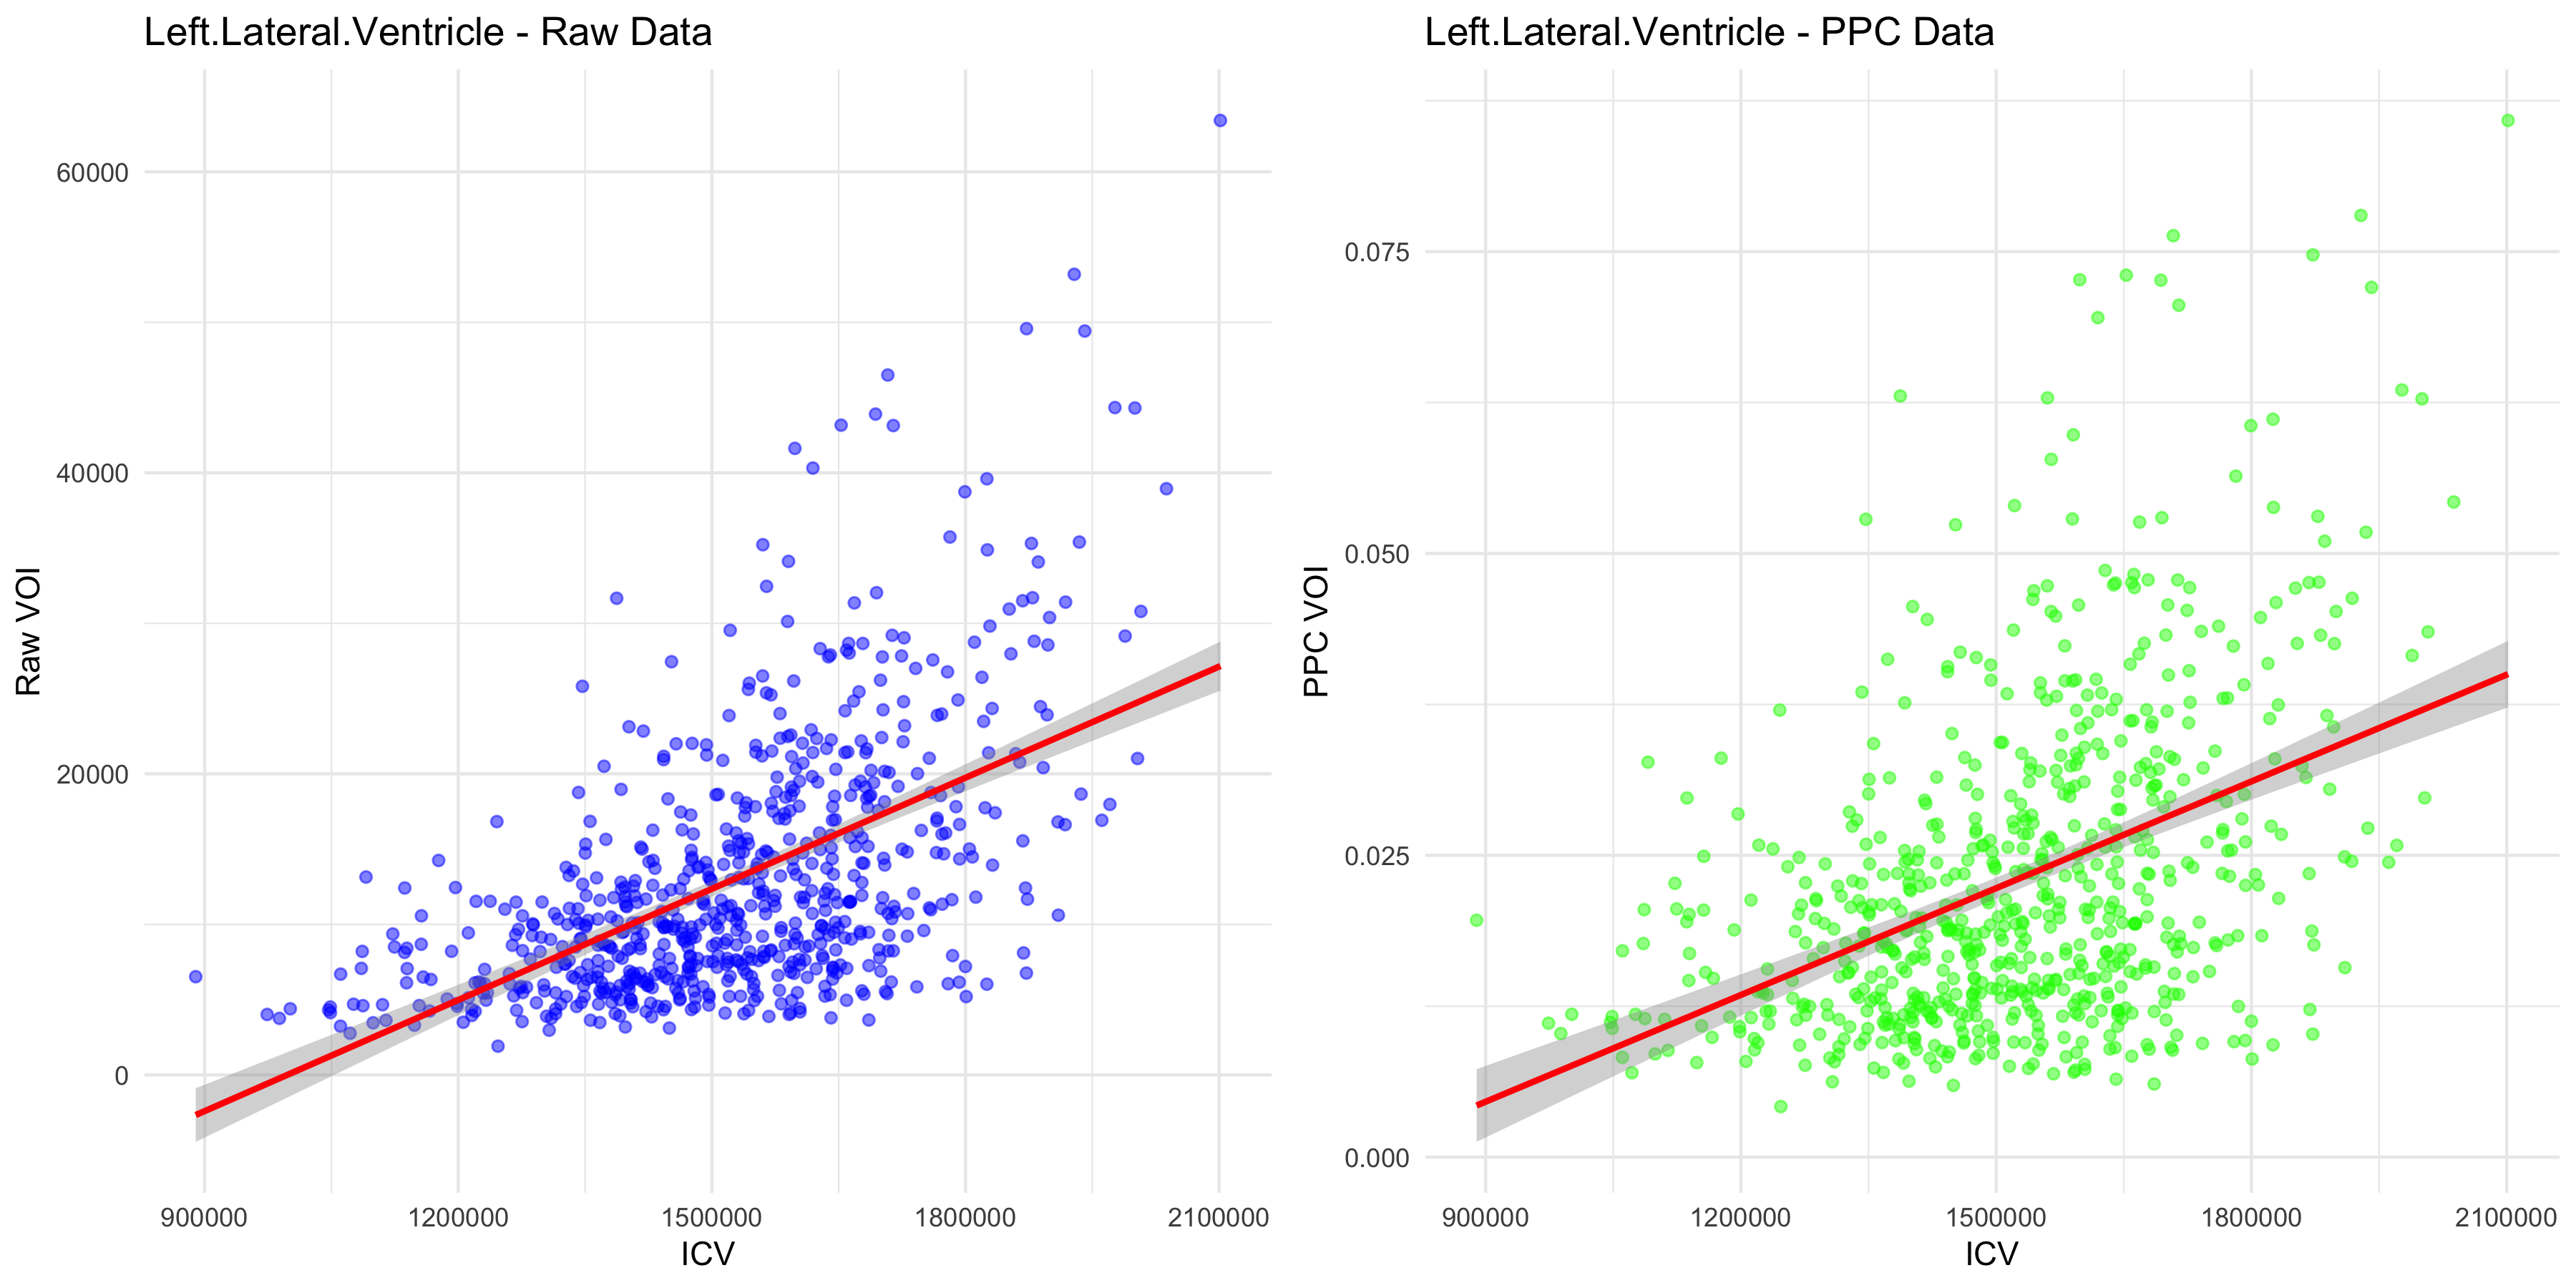 Left.Lateral.Ventricle - Raw Data
Raw VOI
60000
40000
20000
0
900000 1200000 1500000 1800000 2100000
ICV
Left.Lateral.Ventricle - PPC Data
PPC VOI
0.075
0.050
0.025
0.000
900000 1200000 1500000 1800000 2100000
ICV